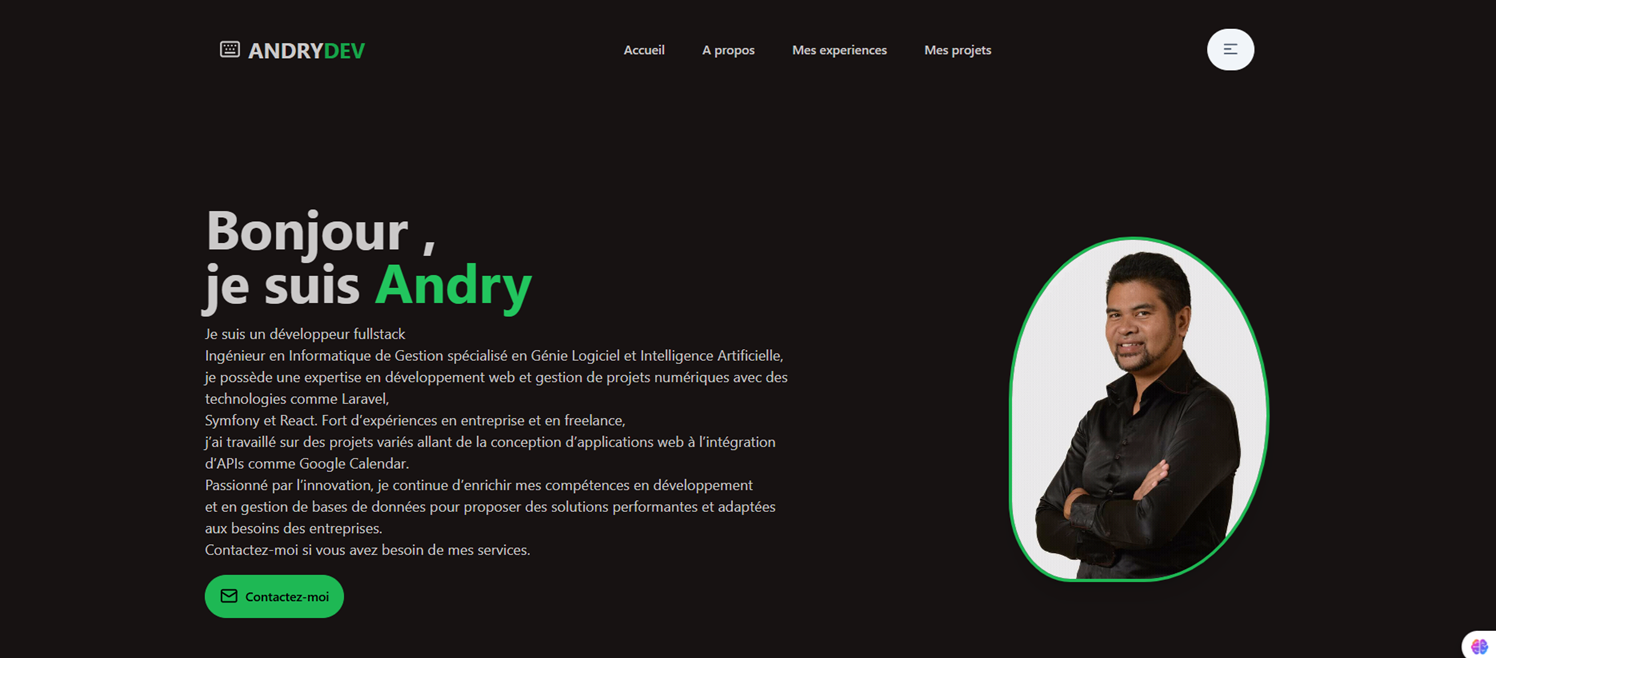 ANDRYDEV
Accueil
A propos
Mes experiences
Mes projets
Bonjour ,
je suis Andry
Je suis un développeur fullstack
Ingénieur en Informatique de Gestion spécialisé en Génie Logiciel et Intelligence Artificielle,
je possède une expertise en développement web et gestion de projets numériques avec des
technologies comme Laravel,
Symfony et React. Fort d’expériences en entreprise et en freelance,
j’ai travaillé sur des projets variés allant de la conception d’applications web à l’intégration
d’APIs comme Google Calendar.
Passionné par l’innovation, je continue d’enrichir mes compétences en développement
et en gestion de bases de données pour proposer des solutions performantes et adaptées
aux besoins des entreprises.
Contactez-moi si vous avez besoin de mes services.
Contactez-moi